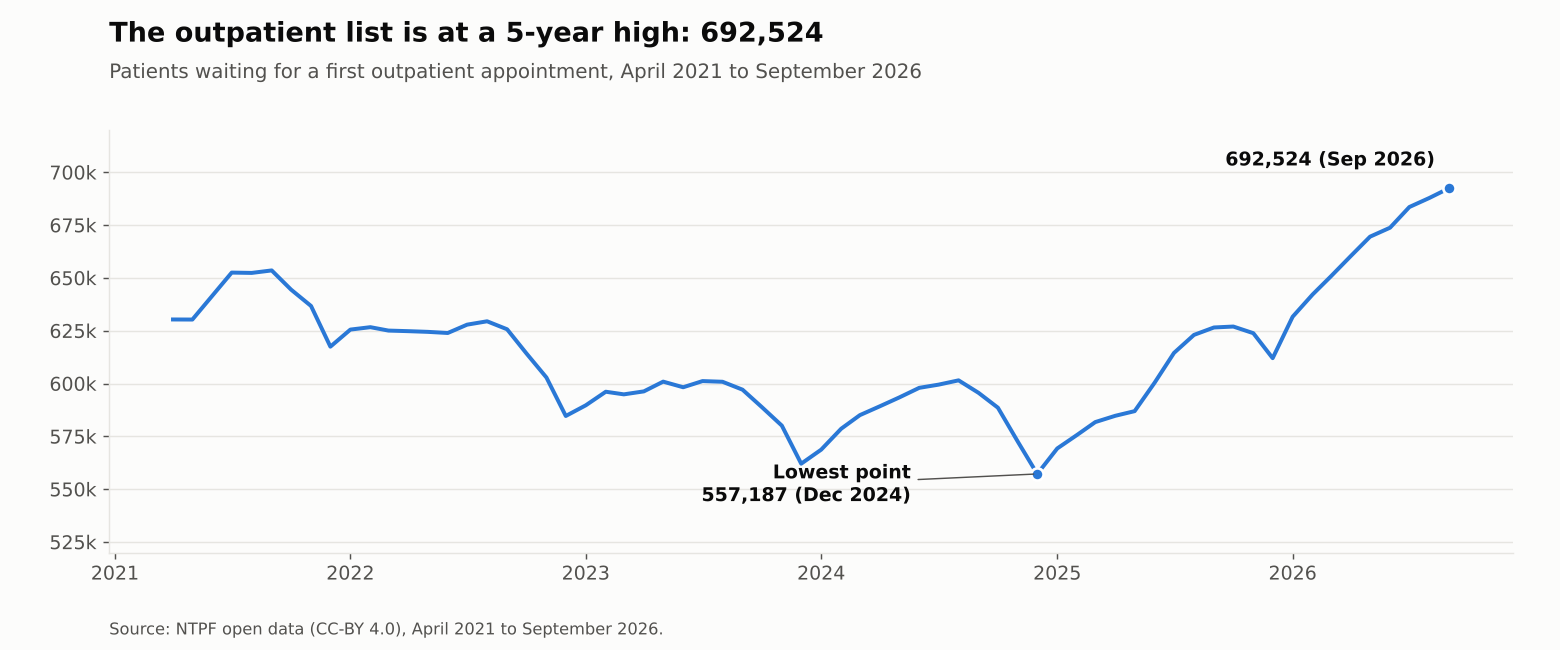 The outpatient list is at a 5-year high: 692,524
Patients waiting for a first outpatient appointment, April 2021 to September 2026
692,524 (Sep 2026)
700k
675k
650k
625k
600k
575k
550k
525k
Lowest point
557,187 (Dec 2024)
2021
2022
2023
2024
2025
2026
Source: NTPF open data (CC-BY 4.0), April 2021 to September 2026.